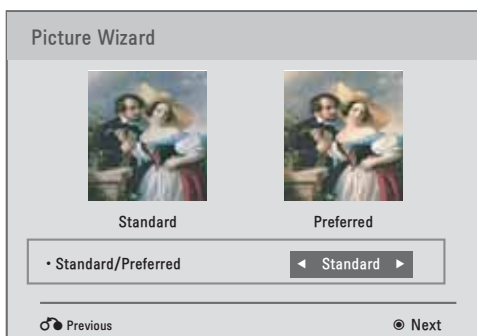 Picture Wizard
Standard Preferred
• Standard/Preferred ◄ Standard ►
Previous ◉ Next